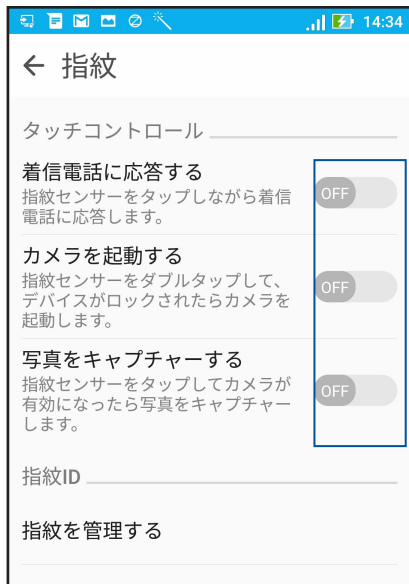 14:34
指紋
タッチコントロール
着信電話に応答する
指紋センサーをタップしながら着信
電話に応答します。
OFF
カメラを起動する
指紋センサーをダブルタップして、
デバイスがロックされたらカメラを
起動します。
OFF
写真をキャプチャーする
指紋センサーをタップしてカメラが
有効になったら写真をキャプチャー
します。
OFF
指紋ID
指紋を管理する